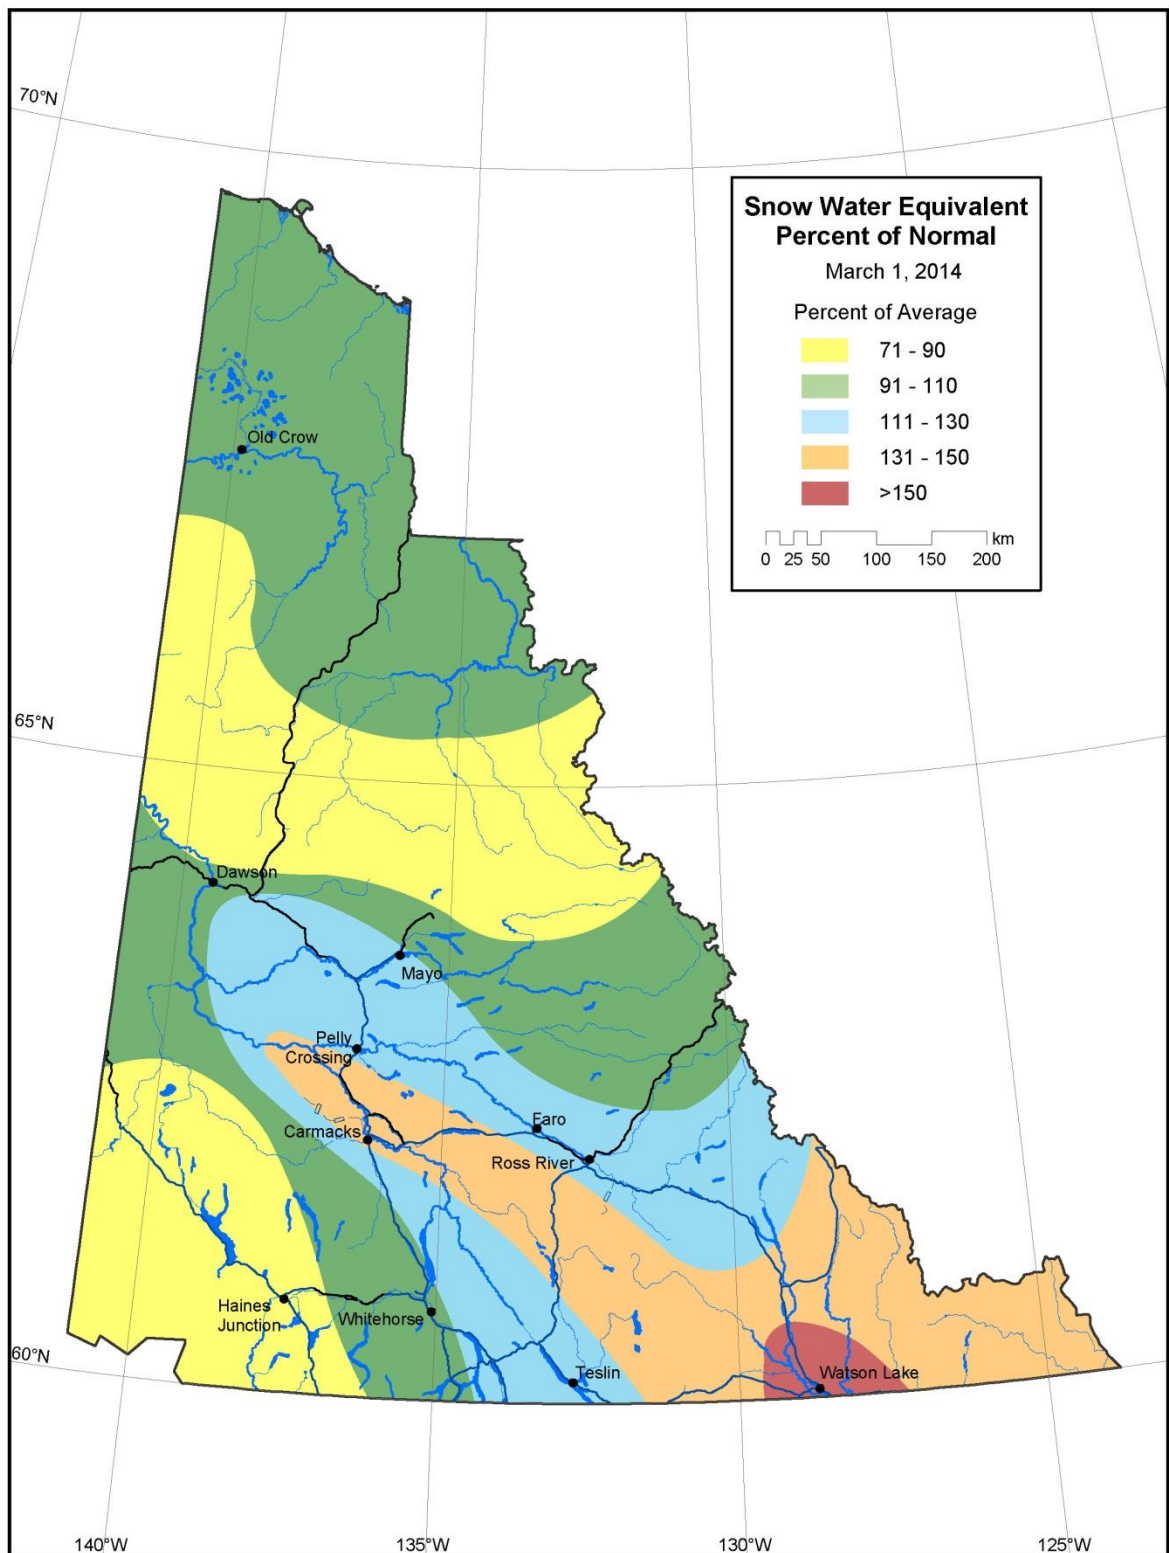 70°N
Snow Water Equivalent
Percent of Normal
March 1, 2014
Percent of Average
71 - 90
91 - 110
111 - 130
131 - 150
>150
km
0 25 50 100 150 200
Old Crow
65°N
Dawson
Mayo
Pelly
Crossing
Faro
Carmacks
Ross River
Haines
Junction
Whitehorse
60°N
Teslin
Watson Lake
140°W
135°W
130°W
125°W